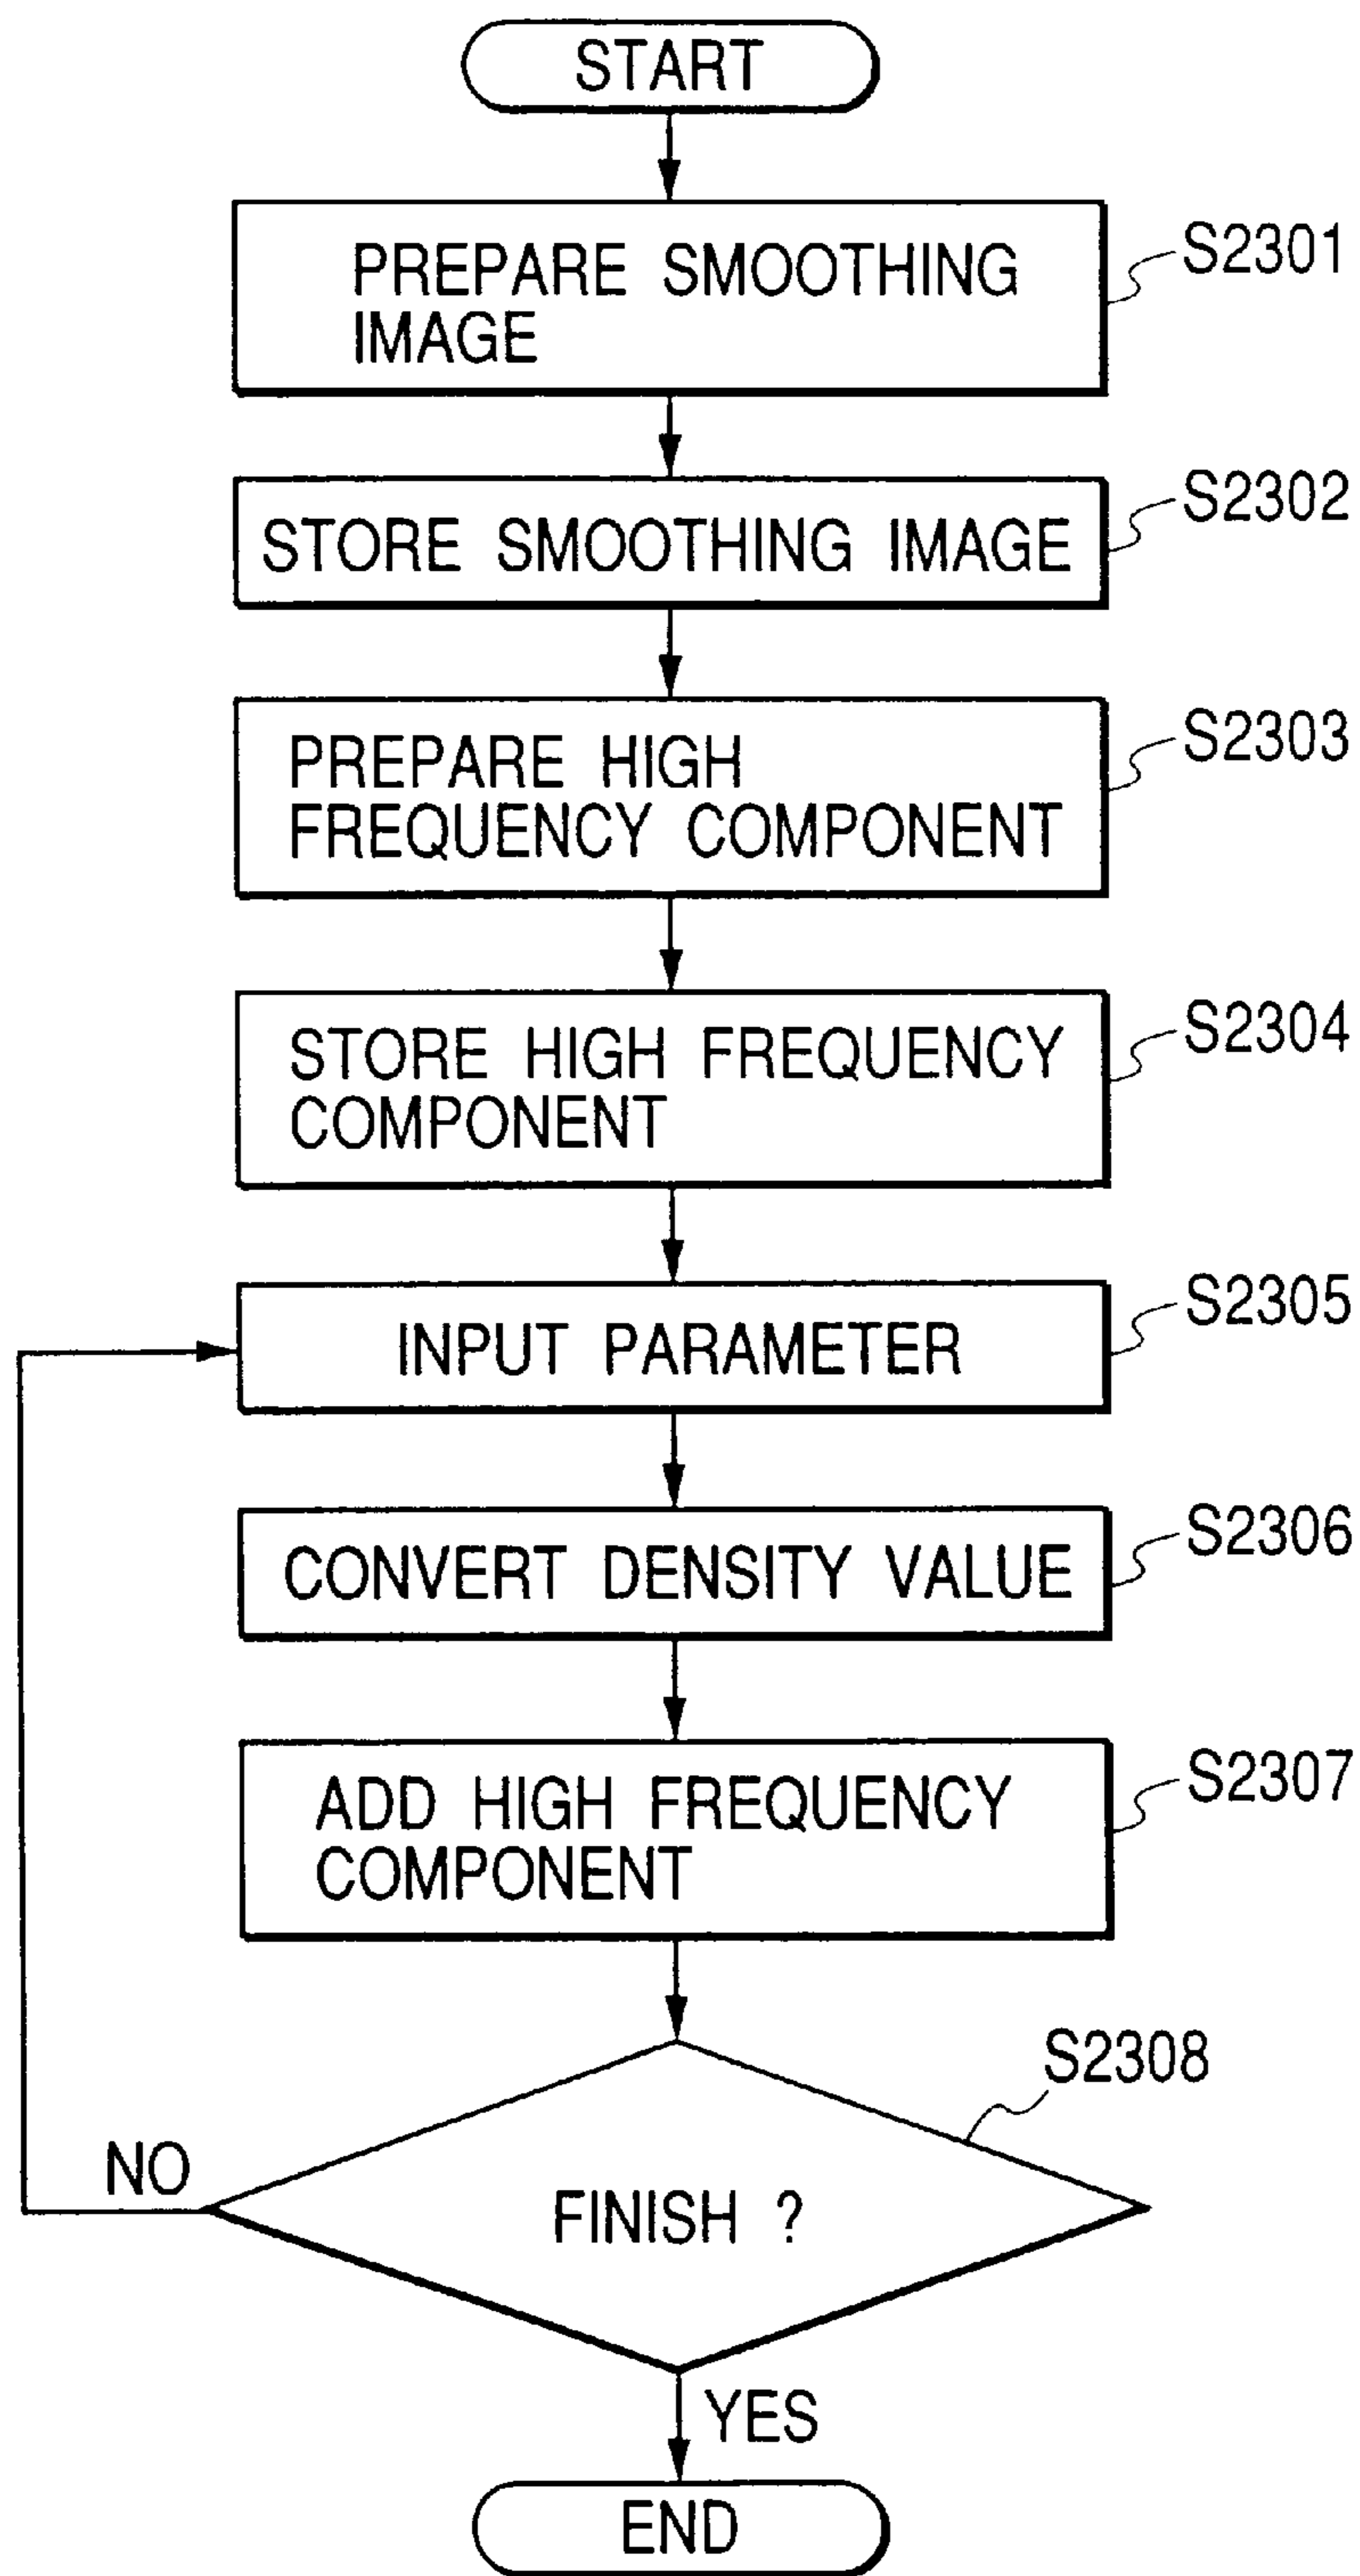 START
PREPARE SMOOTHING
IMAGE
S2301
STORE SMOOTHING IMAGE
S2302
PREPARE HIGH
FREQUENCY COMPONENT
S2303
STORE HIGH FREQUENCY
COMPONENT
S2304
INPUT PARAMETER
S2305
CONVERT DENSITY VALUE
S2306
ADD HIGH FREQUENCY
COMPONENT
S2307
S2308
NO
FINISH ?
YES
END